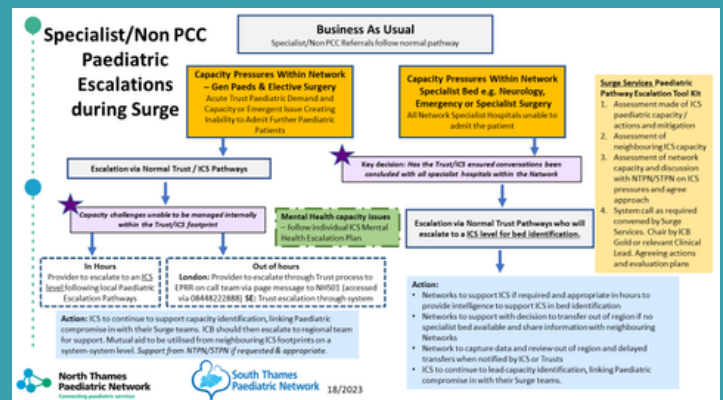 Specialist/Non PCC
Paediatric
Escalations
during Surge
Business As Usual
Specialist/Non PCC Referrals follow normal pathway
Capacity Pressures Within Network
– Gen Paeds & Elective Surgery
Acute Trust Paediatric Demand and
Capacity or Emergent Issue Creating
Inability to Admit Further Paediatric
Patients
Capacity Pressures Within Network
Specialist Bed e.g. Neurology,
Emergency or Specialist Surgery
All Network Specialist Hospitals unable to
admit the patient
Surge Services Paediatric
Pathway Escalation Tool Kit
1. Assessment made of ICS
paediatric capacity /
actions and mitigation
2. Assessment of
neighbouring ICS capacity
3. Assessment of network
capacity and discussion
with NTPN/STPN on ICS
pressures and agree
approach
4. System call as required
convened by Surge
Services. Chair by ICB
Gold or relevant Clinical
Lead. Agreeing actions
and evaluation plans
Escalation via Normal Trust / ICS Pathways
Key decision: Has the Trust/ICS ensured conversations been
concluded with all specialist hospitals within the Network
Capacity challenges unable to be managed internally
within the Trust/ICS footprint
Mental Health capacity issues
– follow individual ICS Mental
Health Escalation Plan
Escalation via Normal Trust Pathways who will
escalate to a ICS level for bed identification.
In Hours
Provider to escalate to an ICS
level following local Paediatric
Escalation Pathways
Out of hours
London: Provider to escalate through Trust process to
EPRR on call team via page message to NHS01 (accessed
via 08448222888) SE: Trust escalation through system
Action: ICS to continue to support capacity identification, linking Paediatric
compromise in with their Surge teams. ICB should then escalate to regional team
for support. Mutual aid to be utilised from neighbouring ICS footprints on a
system-system level. Support from NTPN/STPN if requested & appropriate.
Action:
• Networks to support ICS if required and appropriate in hours to
provide intelligence to support ICS in bed identification
• Networks to support with decision to transfer out of region if no
specialist bed available and share information with neighbouring
Networks
• Network to capture data and review out of region and delayed
transfers when notified by ICS or Trusts
• ICS to continue to lead capacity identification, linking Paediatric
compromise in with their Surge teams.
North Thames
Paediatric Network
Connecting paediatric services
South Thames
Paediatric Network
18/2023